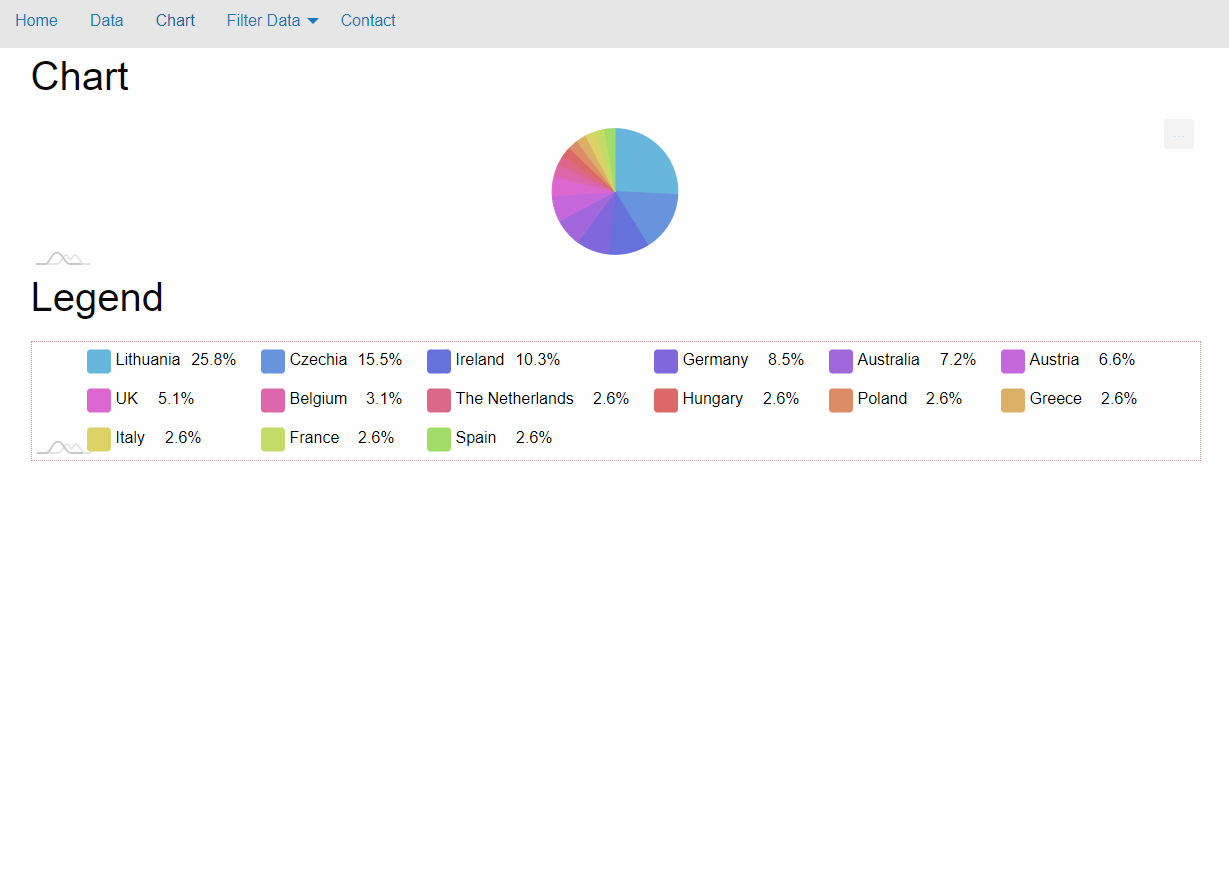 Home Data Chart Filter Data Contact
Chart
...
Legend
Lithuania 25.8% Czechia 15.5% Ireland 10.3% Germany 8.5% Australia 7.2% Austria 6.6%
UK 5.1% Belgium 3.1% The Netherlands 2.6% Hungary 2.6% Poland 2.6% Greece 2.6%
Italy 2.6% France 2.6% Spain 2.6%